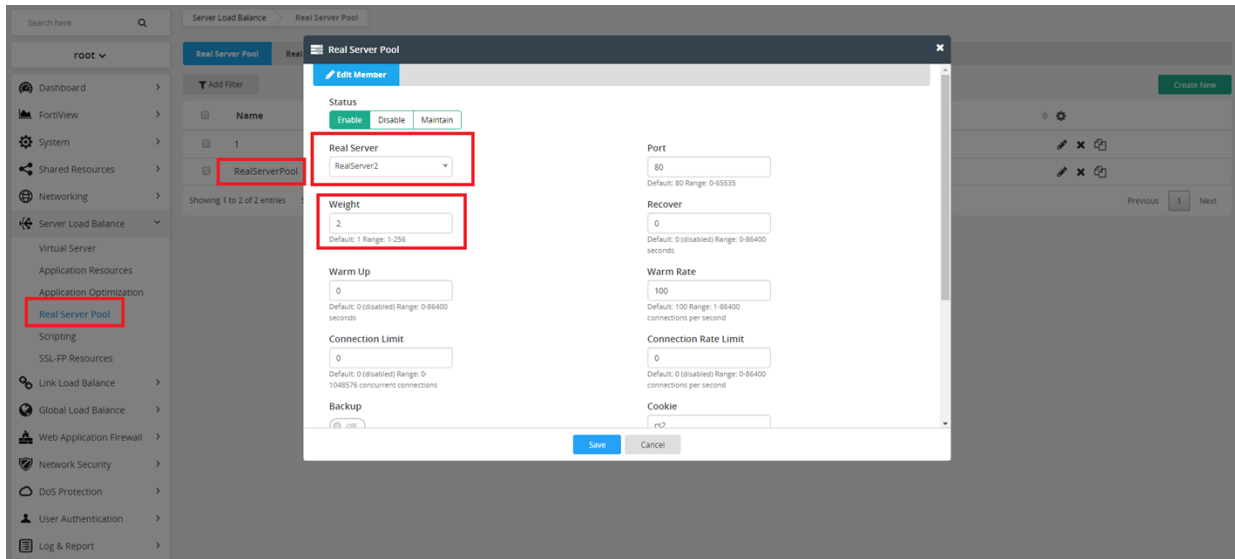 Search here
root
Dashboard
FortiView
System
Shared Resources
Networking
Server Load Balance
Virtual Server
Application Resources
Application Optimization
Real Server Pool
Scripting
SSL-FP Resources
Link Load Balance
Global Load Balance
Web Application Firewall
Network Security
DoS Protection
User Authentication
Log & Report
Server Load Balance
Real Server Pool
Real Server Pool
Real
Add Filter
Create New
Name
1
RealServerPool
Showing 1 to 2 of 2 entries
Previous 1 Next
Real Server Pool
Edit Member
Status
Enable Disable Maintain
Real Server
RealServer2
Port
80
Default: 80 Range: 0-65535
Weight
2
Default: 1 Range: 1-256
Recover
0
Default: 0 (disabled) Range: 0-86400
seconds
Warm Up
0
Default: 0 (disabled) Range: 0-86400
seconds
Warm Rate
100
Default: 100 Range: 1-86400
connections per second
Connection Limit
0
Default: 0 (disabled) Range: 0-
1048576 concurrent connections
Connection Rate Limit
0
Default: 0 (disabled) Range: 0-86400
connections per second
Backup
OFF
Cookie
rs2
Save Cancel